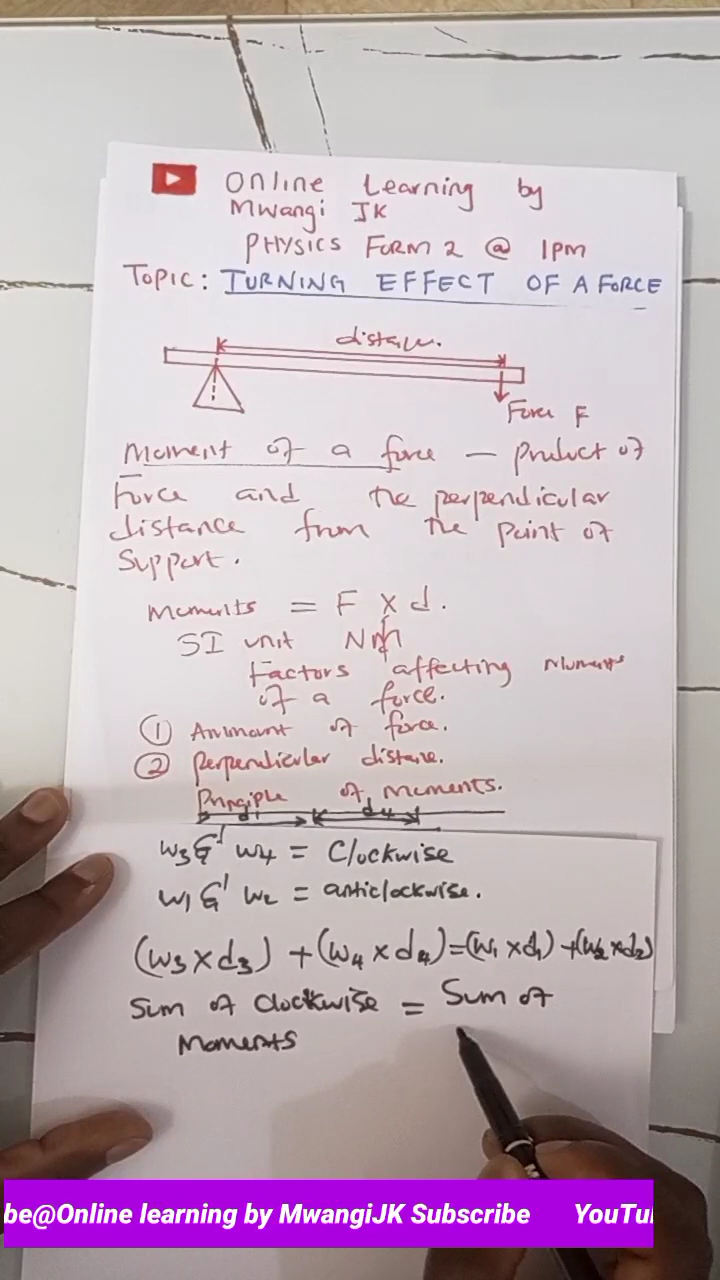 Online Learning by
Mwangi JK
PHYSICS FORM 2 @ 1PM
TOPIC: TURNING EFFECT OF A FORCE
distance.
Force F
Moment of a force — product of
Force and the perpendicular
distance from the point of
Support.
Moments = F x d.
SI unit Nm
Factors affecting Moments
of a force.
① Ammount of force.
② Perpendicular distance.
Principle of Moments.
d1 d4
W3 & W4 = Clockwise
W1 & W2 = anticlockwise.
(W3 x d3) + (W4 x d4) = (W1 x d1) + (W2 x d2)
Sum of Clockwise = Sum of
Moments
be@Online learning by MwangiJK Subscribe YouTu